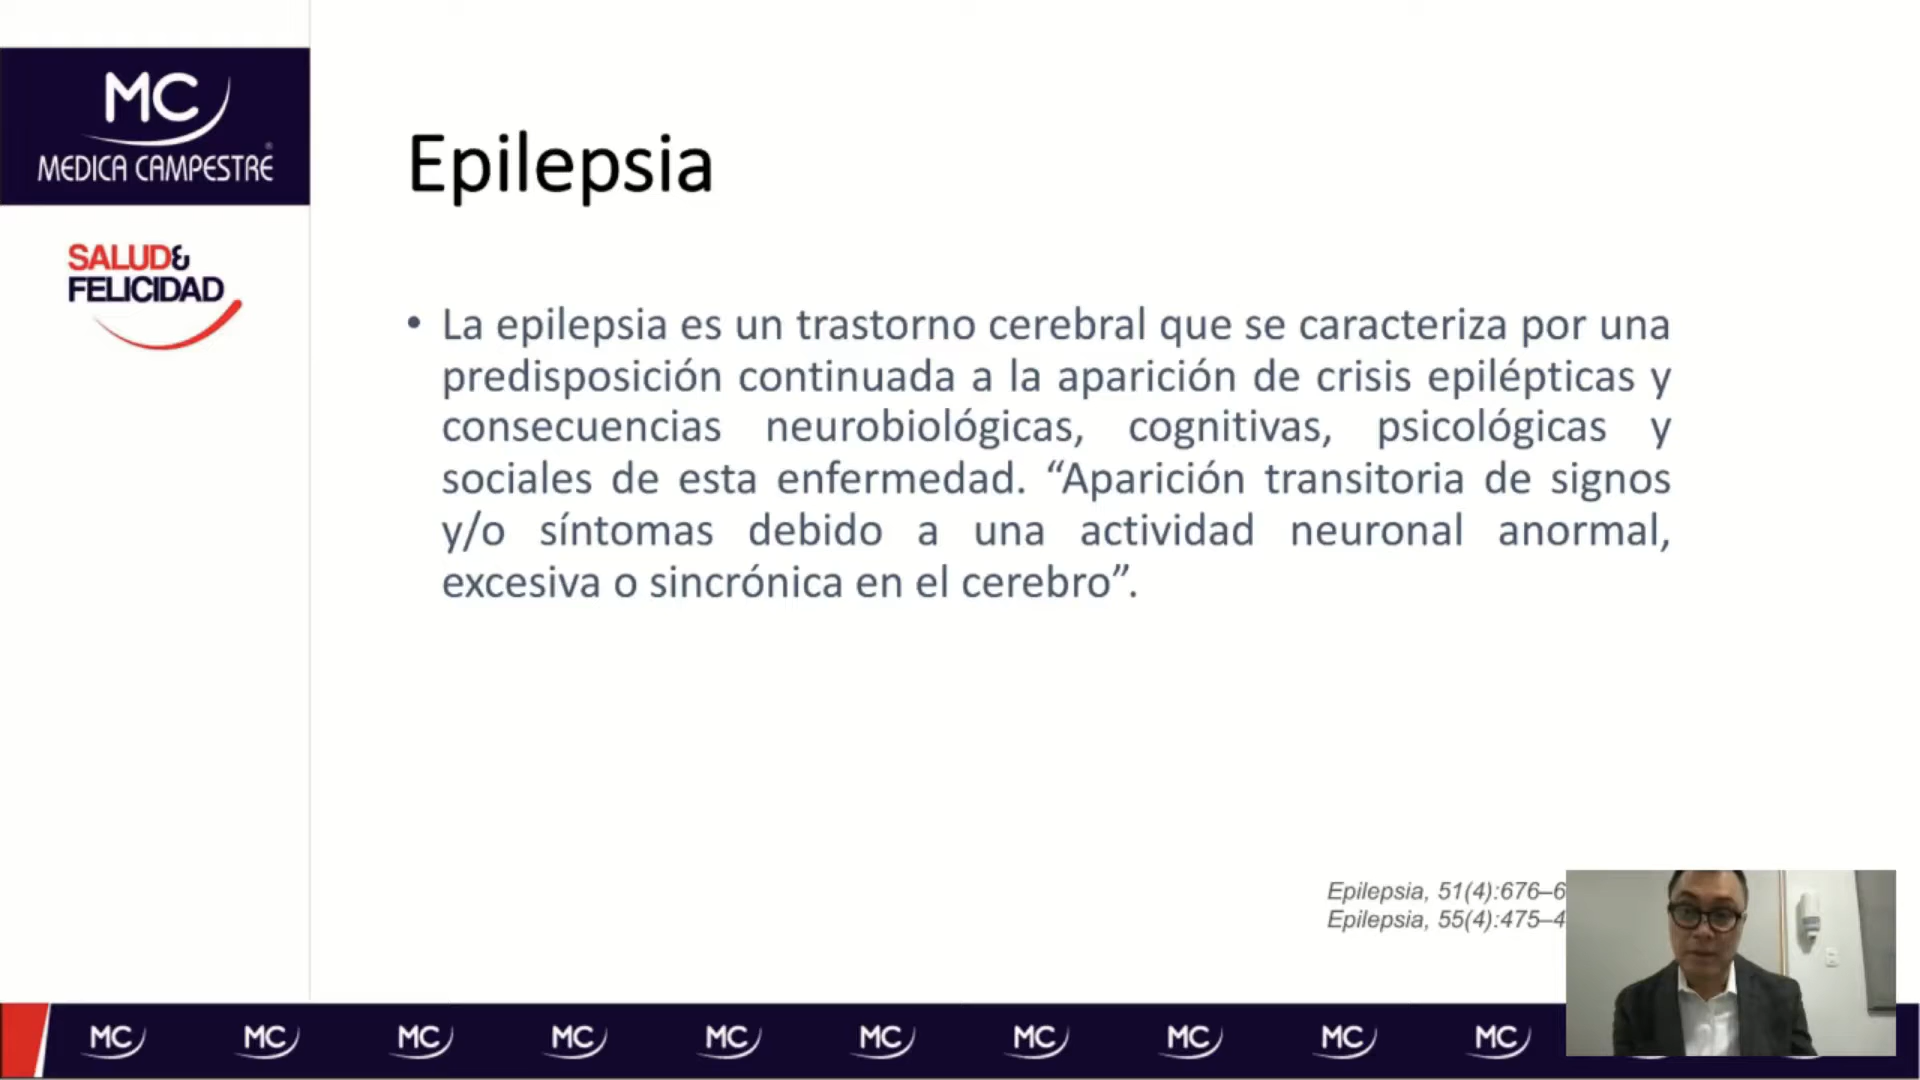 MC
MEDICA CAMPESTRE®
SALUD&
FELICIDAD
Epilepsia
• La epilepsia es un trastorno cerebral que se caracteriza por una
predisposición continuada a la aparición de crisis epilépticas y
consecuencias neurobiológicas, cognitivas, psicológicas y
sociales de esta enfermedad. “Aparición transitoria de signos
y/o síntomas debido a una actividad neuronal anormal,
excesiva o sincrónica en el cerebro”.
Epilepsia, 51(4):676–6
Epilepsia, 55(4):475–4
MC MC MC MC MC MC MC MC MC MC